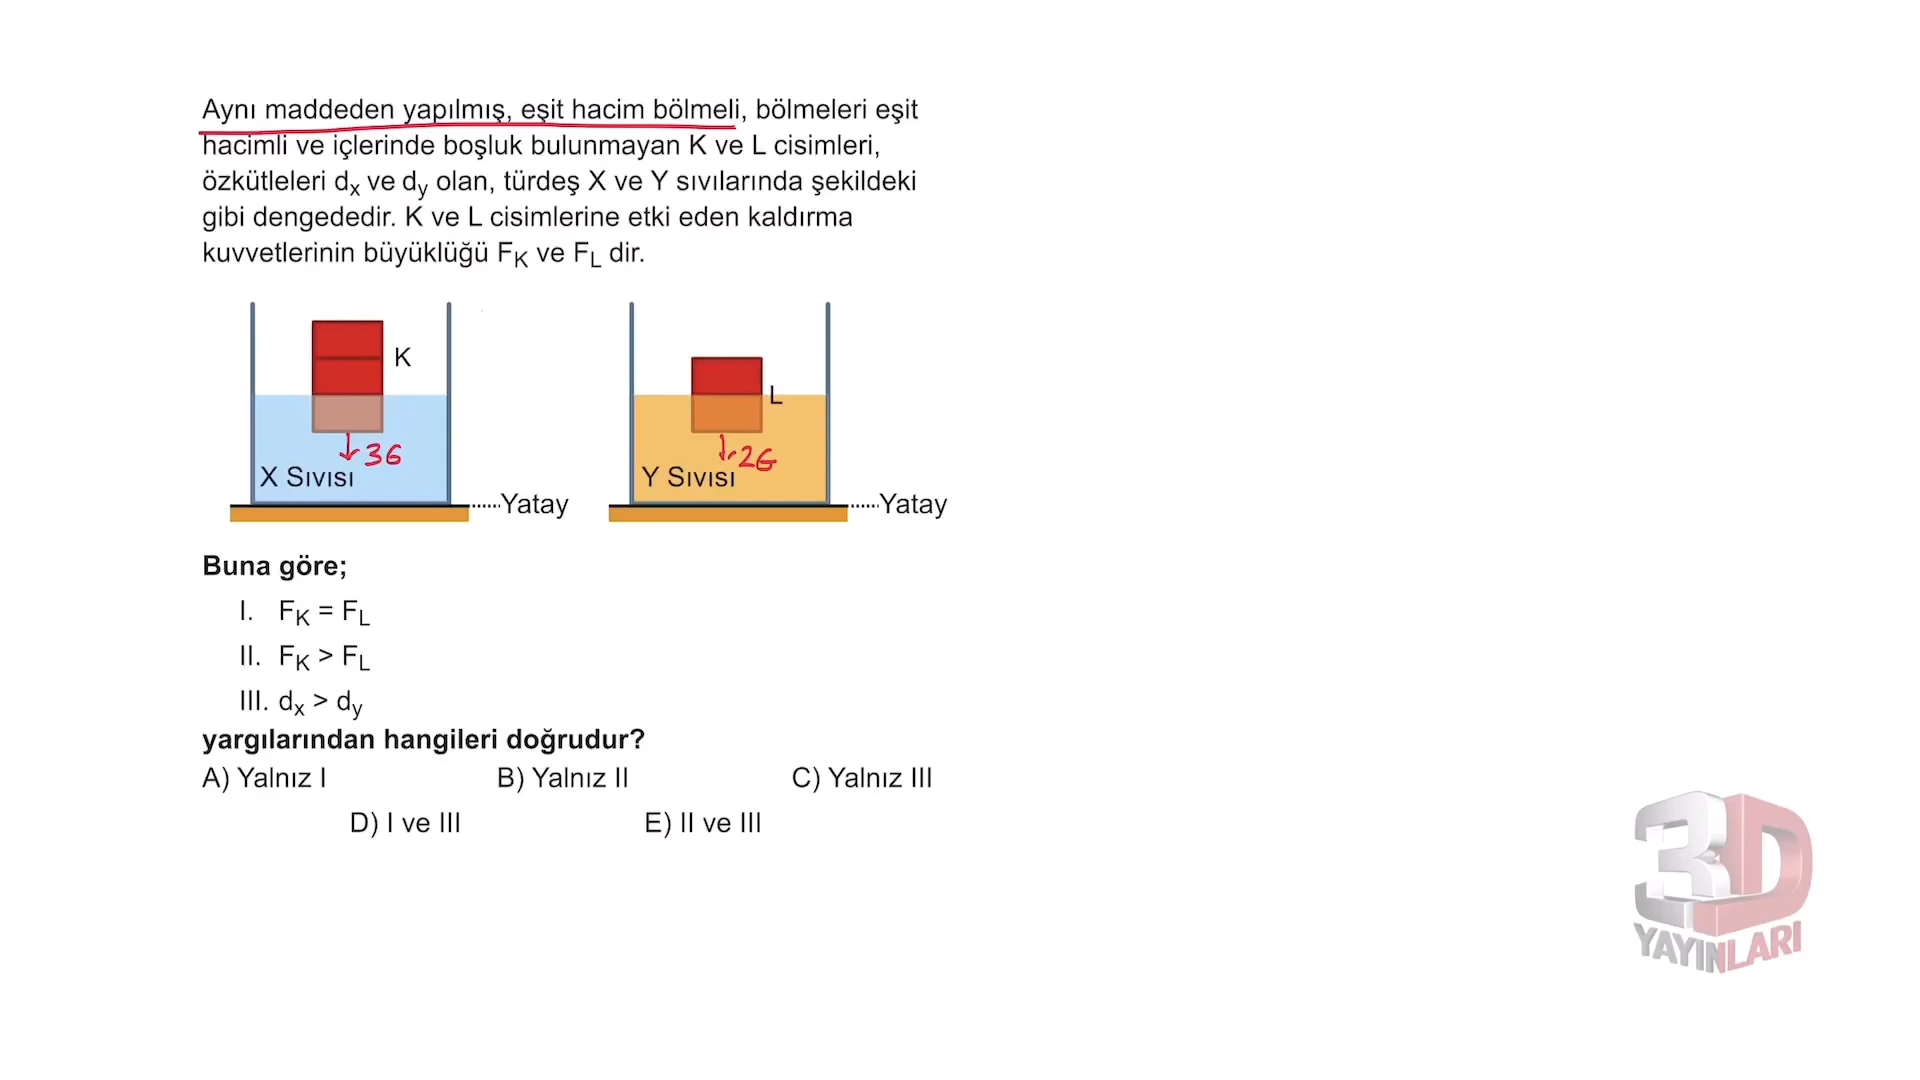 Aynı maddeden yapılmış, eşit hacim bölmeli, bölmeleri eşit
hacimli ve içlerinde boşluk bulunmayan K ve L cisimleri,
özkütleleri dx ve dy olan, türdeş X ve Y sıvılarında şekildeki
gibi dengededir. K ve L cisimlerine etki eden kaldırma
kuvvetlerinin büyüklüğü FK ve FL dir.
K
L
3G
2G
X Sıvısı
Y Sıvısı
Yatay
Yatay
Buna göre;
I. FK = FL
II. FK > FL
III. dx > dy
yargılarından hangileri doğrudur?
A) Yalnız I B) Yalnız II C) Yalnız III
D) I ve III E) II ve III
3D
YAYINLARI